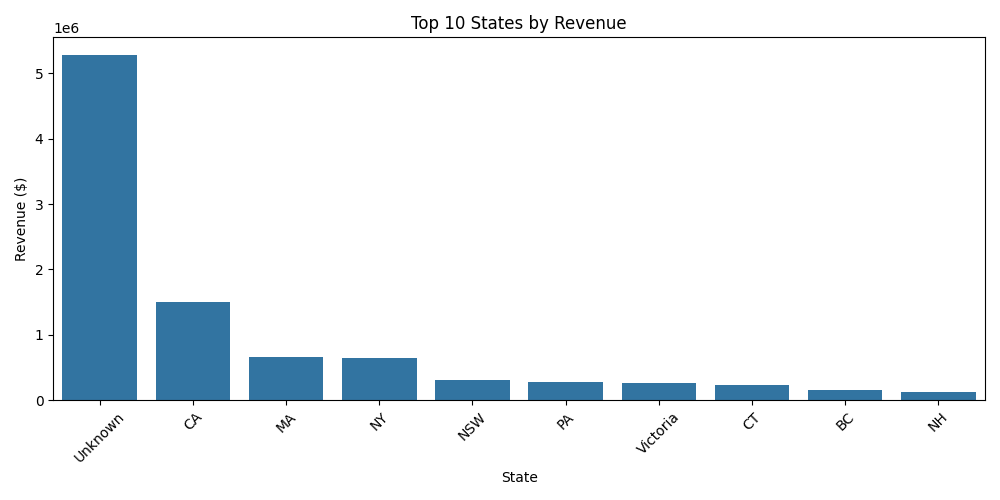 Top 10 States by Revenue
1e6
Revenue ($)
5
4
3
2
1
0
Unknown
CA
MA
NY
NSW
PA
Victoria
CT
BC
NH
State